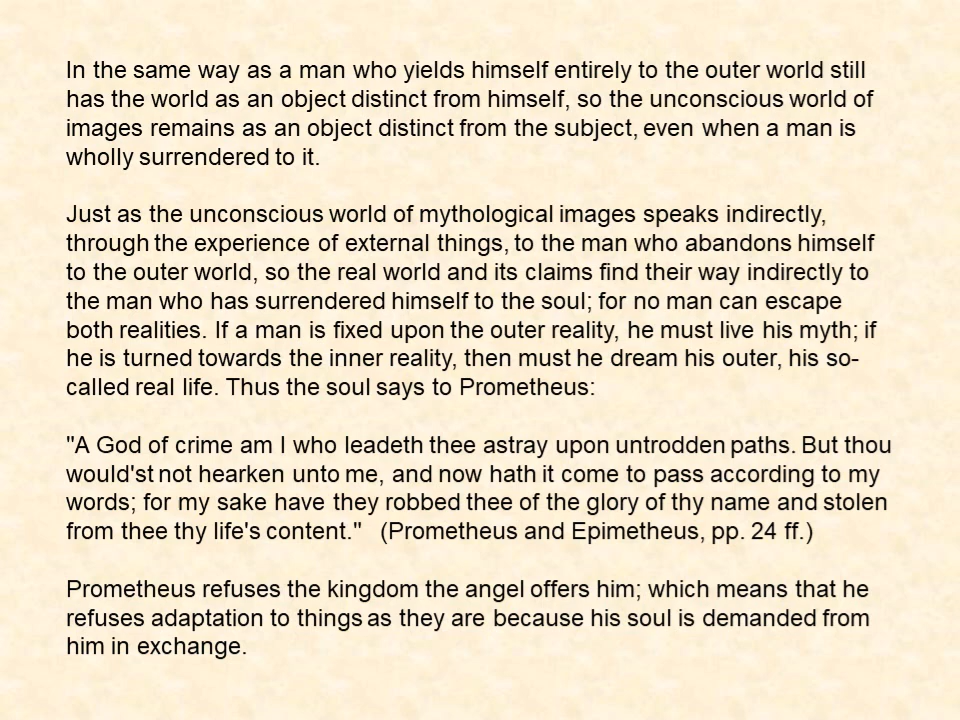 In the same way as a man who yields himself entirely to the outer world still
has the world as an object distinct from himself, so the unconscious world of
images remains as an object distinct from the subject, even when a man is
wholly surrendered to it.

Just as the unconscious world of mythological images speaks indirectly,
through the experience of external things, to the man who abandons himself
to the outer world, so the real world and its claims find their way indirectly to
the man who has surrendered himself to the soul; for no man can escape
both realities. If a man is fixed upon the outer reality, he must live his myth; if
he is turned towards the inner reality, then must he dream his outer, his so-
called real life. Thus the soul says to Prometheus:

"A God of crime am I who leadeth thee astray upon untrodden paths. But thou
would'st not hearken unto me, and now hath it come to pass according to my
words; for my sake have they robbed thee of the glory of thy name and stolen
from thee thy life's content." (Prometheus and Epimetheus, pp. 24 ff.)

Prometheus refuses the kingdom the angel offers him; which means that he
refuses adaptation to things as they are because his soul is demanded from
him in exchange.